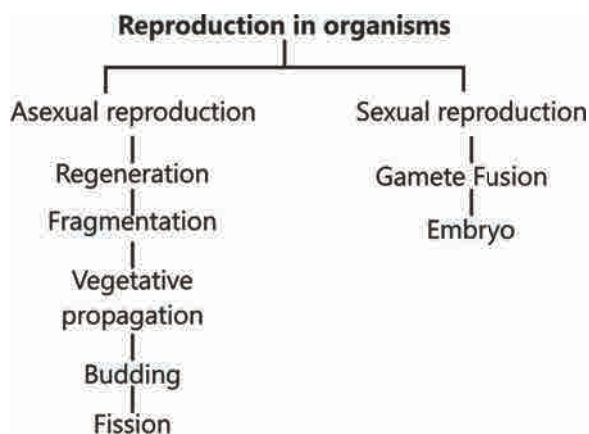 Reproduction in organisms
Asexual reproduction
Sexual reproduction
Regeneration
Gamete Fusion
Fragmentation
Embryo
Vegetative
propagation
Budding
Fission